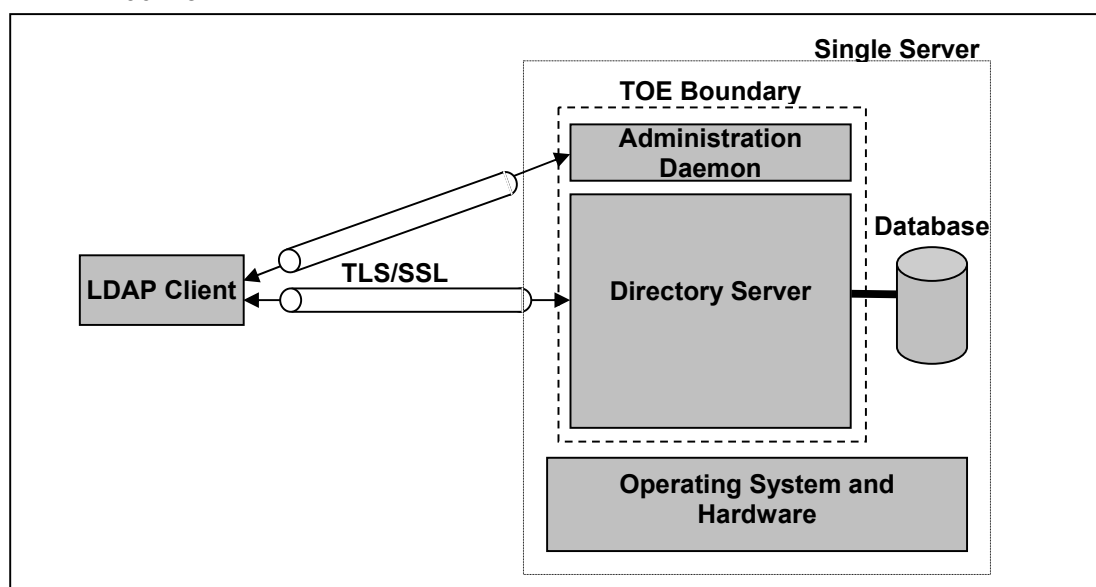 Single Server
TOE Boundary
Administration
Daemon
Database
TLS/SSL
LDAP Client
Directory Server
Operating System and
Hardware